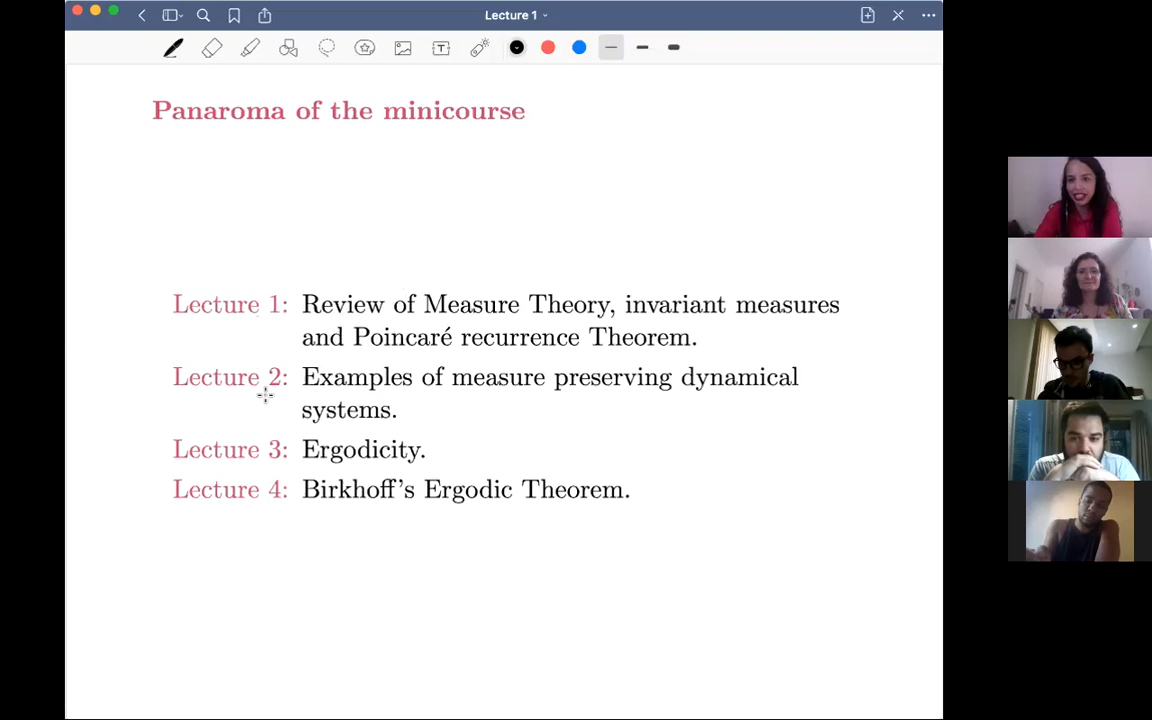 Lecture 1
Panaroma of the minicourse
Lecture 1: Review of Measure Theory, invariant measures
and Poincaré recurrence Theorem.
Lecture 2: Examples of measure preserving dynamical
systems.
Lecture 3: Ergodicity.
Lecture 4: Birkhoff's Ergodic Theorem.